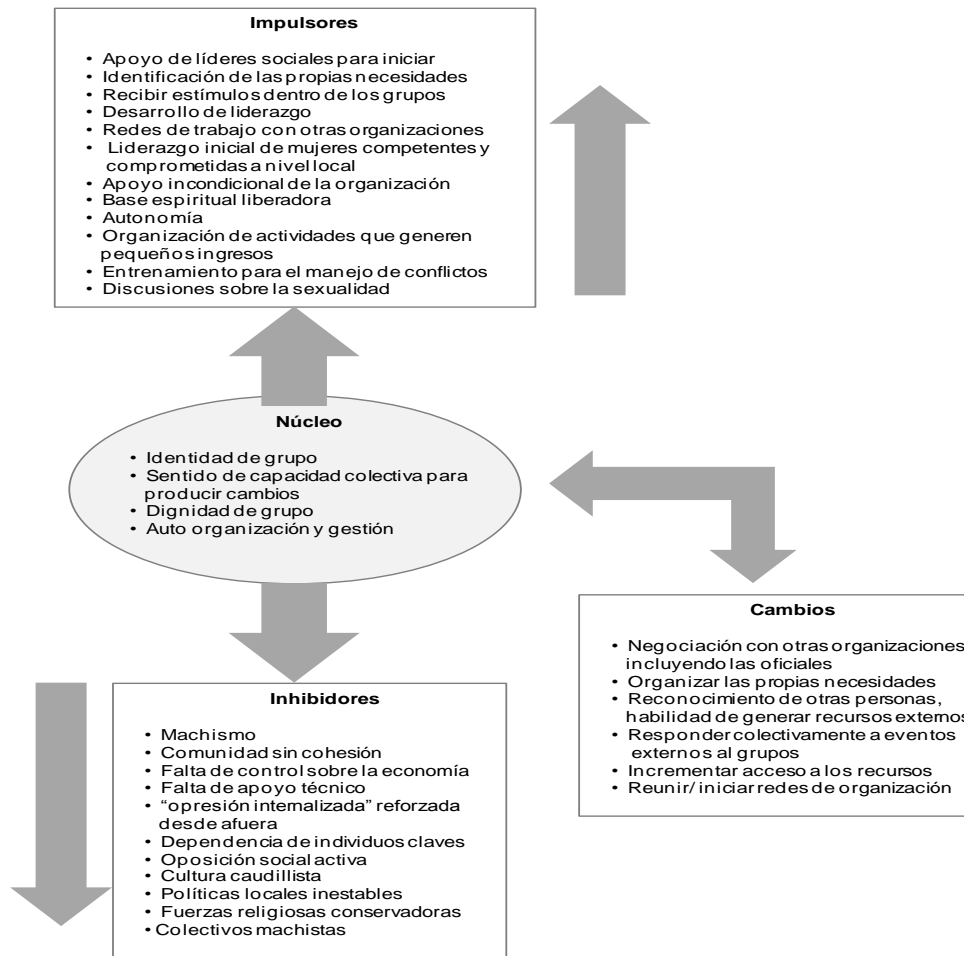 Impulsores
• Apoyo de líderes sociales para iniciar
• Identificación de las propias necesidades
• Recibir estímulos dentro de los grupos
• Desarrollo de liderazgo
• Redes de trabajo con otras organizaciones
• Liderazgo inicial de mujeres competentes y
comprometidas a nivel local
• Apoyo incondicional de la organización
• Base espiritual liberadora
• Autonomía
• Organización de actividades que generen
pequeños ingresos
• Entrenamiento para el manejo de conflictos
• Discusiones sobre la sexualidad
Núcleo
• Identidad de grupo
• Sentido de capacidad colectiva para
producir cambios
• Dignidad de grupo
• Auto organización y gestión
Cambios
• Negociación con otras organizaciones
incluyendo las oficiales
• Organizar las propias necesidades
• Reconocimiento de otras personas,
habilidad de generar recursos externos
• Responder colectivamente a eventos
externos al grupos
• Incrementar acceso a los recursos
• Reunir/ iniciar redes de organización
Inhibidores
• Machismo
• Comunidad sin cohesión
• Falta de control sobre la economía
• Falta de apoyo técnico
• “opresión internalizada” reforzada
desde afuera
• Dependencia de individuos claves
• Oposición social activa
• Cultura caudillista
• Políticas locales inestables
• Fuerzas religiosas conservadoras
• Colectivos machistas